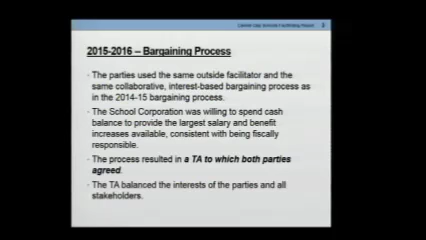 2015-2016 – Bargaining Process
· The parties used the same outside facilitator and the
same collaborative, interest-based bargaining process as
in the 2014-15 bargaining process.
· The School Corporation was willing to spend cash
balance to provide the largest salary and benefit
increases available, consistent with being fiscally
responsible.
· The process resulted in a TA to which both parties
agreed.
· The TA balanced the interests of the parties and all
stakeholders.